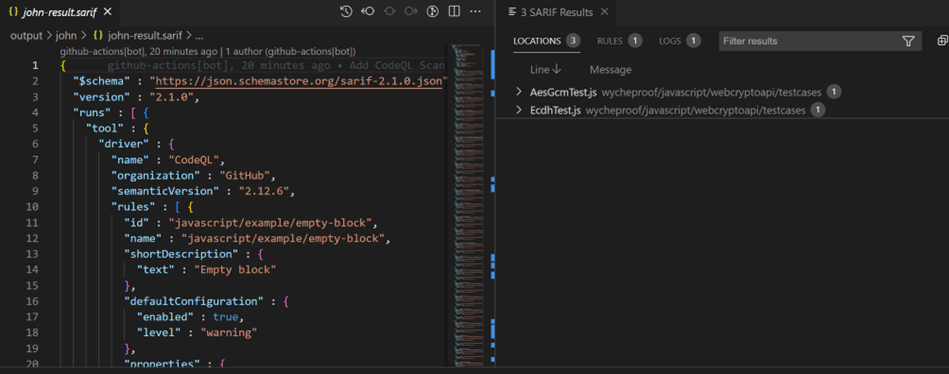 john-result.sarif
output > john > john-result.sarif > ...
github-actions[bot], 20 minutes ago | 1 author (github-actions[bot])
1 { github-actions[bot], 20 minutes ago • Add CodeQL Scan
2 "$schema" : "https://json.schemastore.org/sarif-2.1.0.json"
3 "version" : "2.1.0",
4 "runs" : [ {
5 "tool" : {
6 "driver" : {
7 "name" : "CodeQL",
8 "organization" : "GitHub",
9 "semanticVersion" : "2.12.6",
10 "rules" : [ {
11 "id" : "javascript/example/empty-block",
12 "name" : "javascript/example/empty-block",
13 "shortDescription" : {
14 "text" : "Empty block"
15 },
16 "defaultConfiguration" : {
17 "enabled" : true,
18 "level" : "warning"
19 },
20 "properties" : {
3 SARIF Results
LOCATIONS 3 RULES 1 LOGS 1 Filter results
Line Message
AesGcmTest.js wycheproof/javascript/webcryptoapi/testcases 1
EcdhTest.js wycheproof/javascript/webcryptoapi/testcases 1